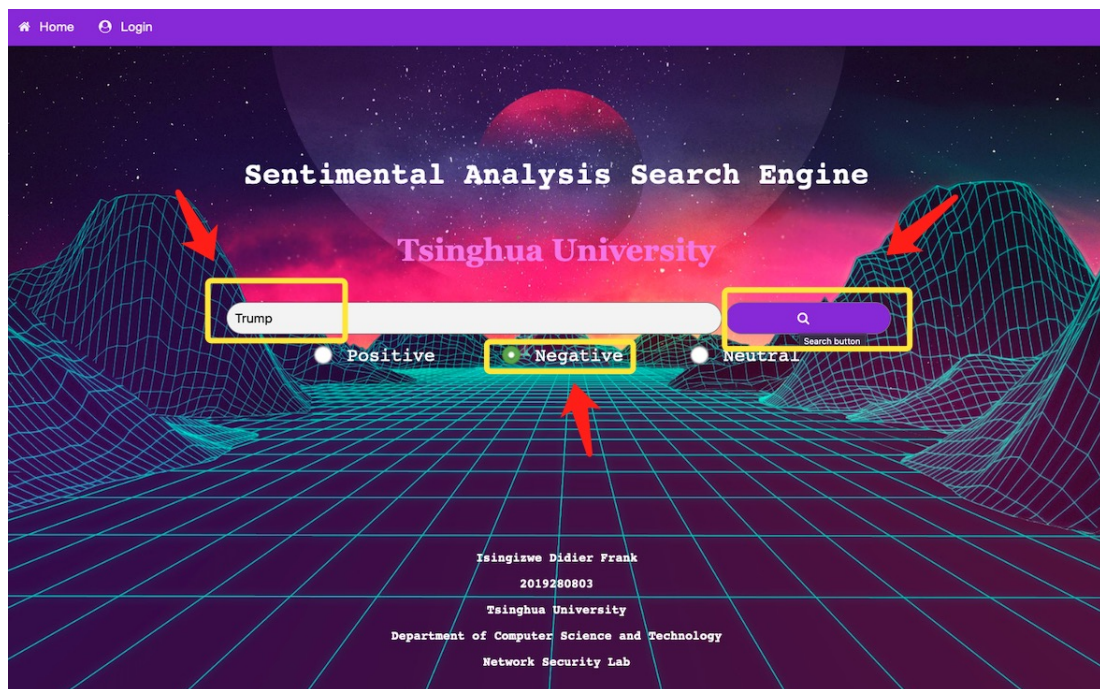 Home Login
Sentimental Analysis Search Engine
Tsinghua University
Trump
Search button
Positive Negative Neutral
Isingizwe Didier Frank
2019280803
Tsinghua University
Department of Computer Science and Technology
Network Security Lab